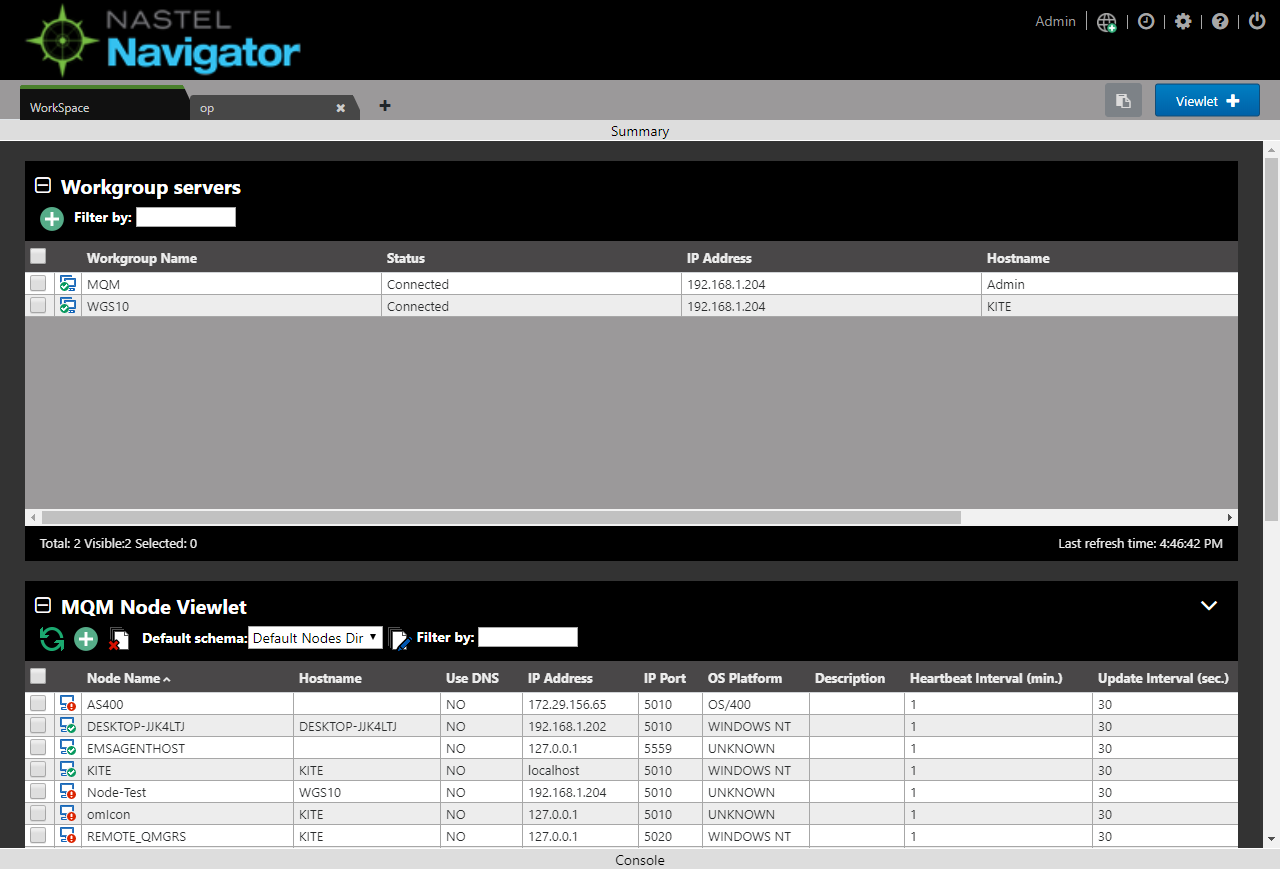 NASTEL
Navigator
Admin
WorkSpace op Viewlet
Summary
Workgroup servers
Filter by:
Workgroup Name Status IP Address Hostname
MQM Connected 192.168.1.204 Admin
WGS10 Connected 192.168.1.204 KITE
Total: 2 Visible:2 Selected: 0 Last refresh time: 4:46:42 PM
MQM Node Viewlet
Default schema: Default Nodes Dir Filter by:
Node Name Hostname Use DNS IP Address IP Port OS Platform Description Heartbeat Interval (min.) Update Interval (sec.)
AS400 NO 172.29.156.65 5010 OS/400 1 30
DESKTOP-JJK4LTJ DESKTOP-JJK4LTJ NO 192.168.1.202 5010 WINDOWS NT 1 30
EMSAGENTHOST NO 127.0.0.1 5559 UNKNOWN 1 30
KITE KITE NO localhost 5010 WINDOWS NT 1 30
Node-Test WGS10 NO 192.168.1.204 5010 UNKNOWN 1 30
omIcon KITE NO 127.0.0.1 5010 UNKNOWN 1 30
REMOTE_QMGRS KITE NO 127.0.0.1 5020 WINDOWS NT 1 30
Console